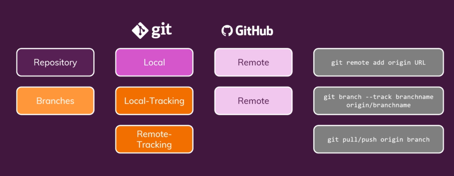 git
GitHub
Repository
Local
Remote
git remote add origin URL
Branches
Local-Tracking
Remote
git branch --track branchname
origin/branchname
Remote-
Tracking
git pull/push origin branch